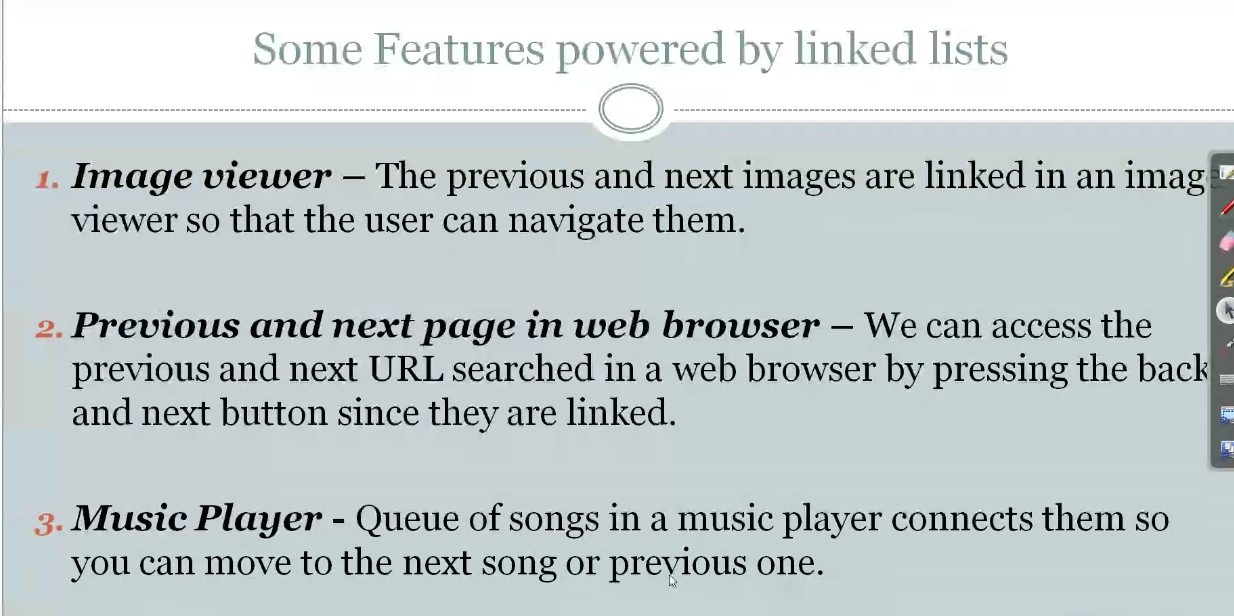 Some Features powered by linked lists
1. Image viewer – The previous and next images are linked in an image
viewer so that the user can navigate them.
2. Previous and next page in web browser – We can access the
previous and next URL searched in a web browser by pressing the back
and next button since they are linked.
3. Music Player - Queue of songs in a music player connects them so
you can move to the next song or previous one.